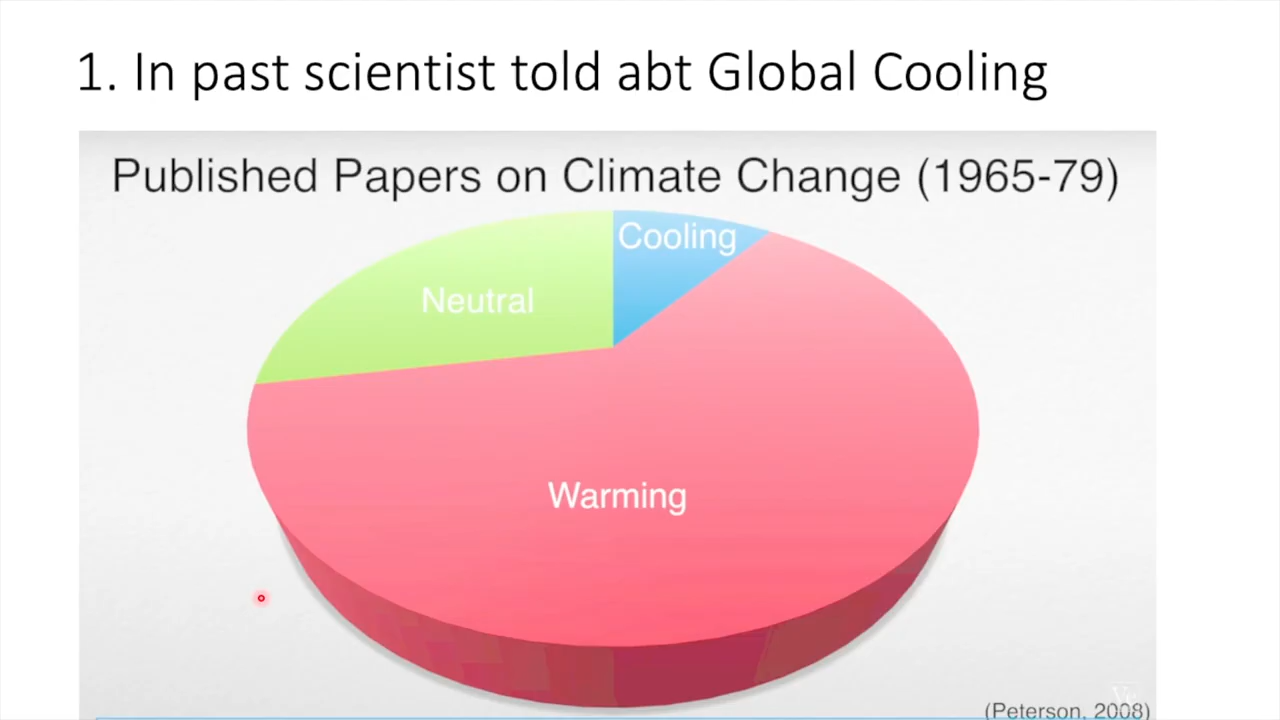 1. In past scientist told abt Global Cooling
Published Papers on Climate Change (1965-79)
Cooling
Neutral
Warming
Ve
(Peterson, 2008)